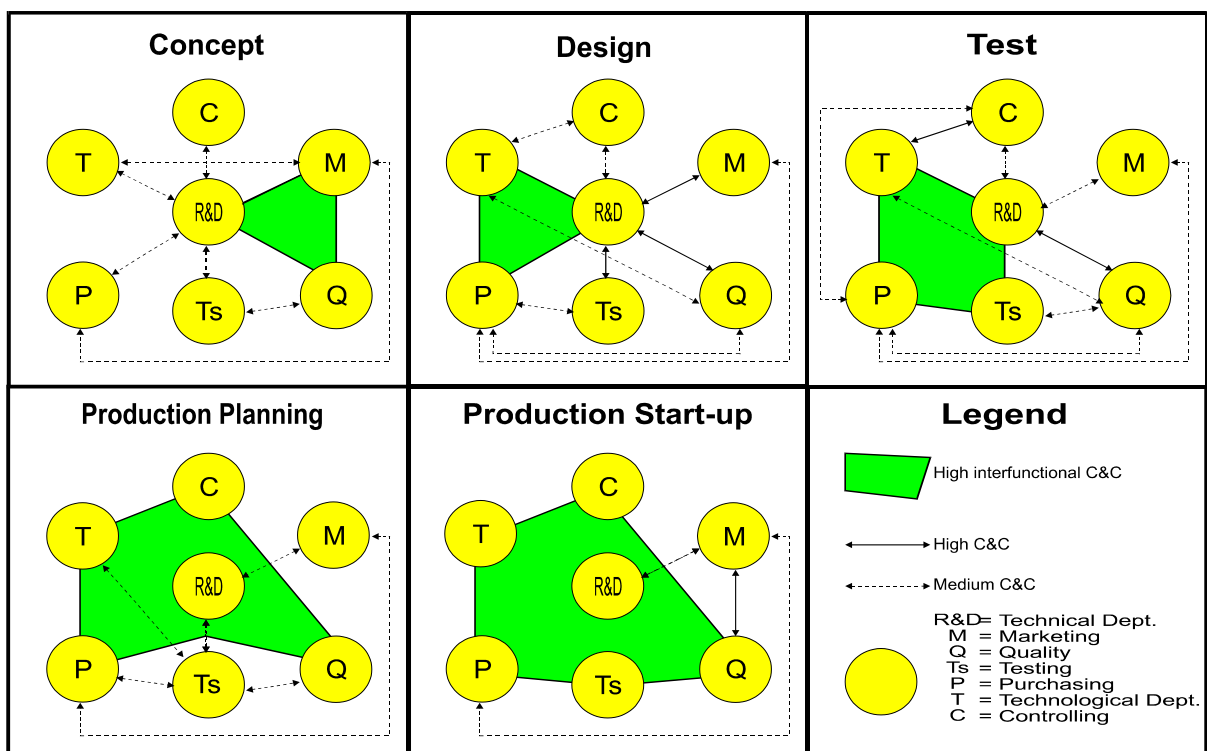 Concept
C
T
M
R&D
P
Ts
Q
Design
C
T
M
R&D
P
Ts
Q
Test
C
T
M
R&D
P
Ts
Q
Production Planning
C
T
M
R&D
P
Ts
Q
Production Start-up
C
T
M
R&D
P
Ts
Q
Legend
High interfunctional C&C
High C&C
Medium C&C
R&D= Technical Dept.
M = Marketing
Q = Quality
Ts = Testing
P = Purchasing
T = Technological Dept.
C = Controlling